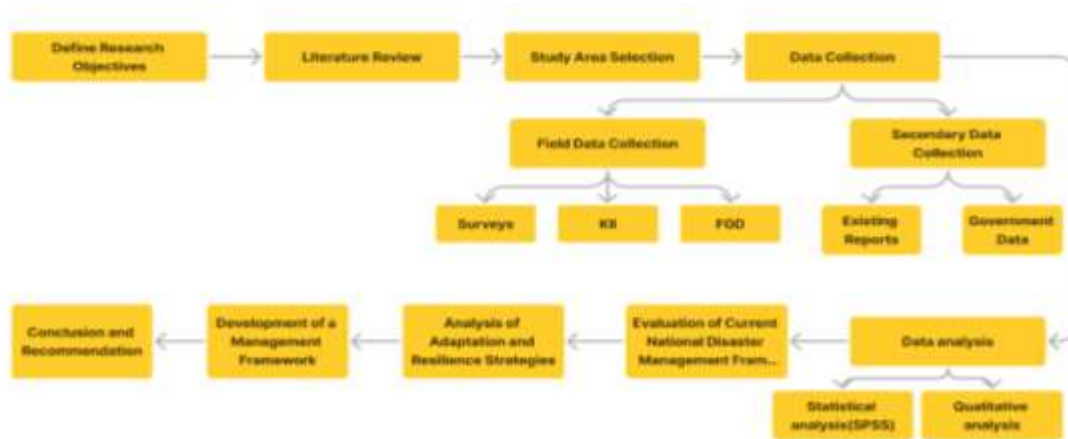 Define Research
Objectives
Literature Review
Study Area Selection
Data Collection
Field Data Collection
Secondary Data
Collection
Surveys
KII
FGD
Existing
Reports
Government
Data
Conclusion and
Recommendation
Development of a
Management
Framework
Analysis of
Adaptation and
Resilience Strategies
Evaluation of Current
National Disaster
Management Fram...
Data analysis
Statistical
analysis(SPSS)
Qualitative
analysis